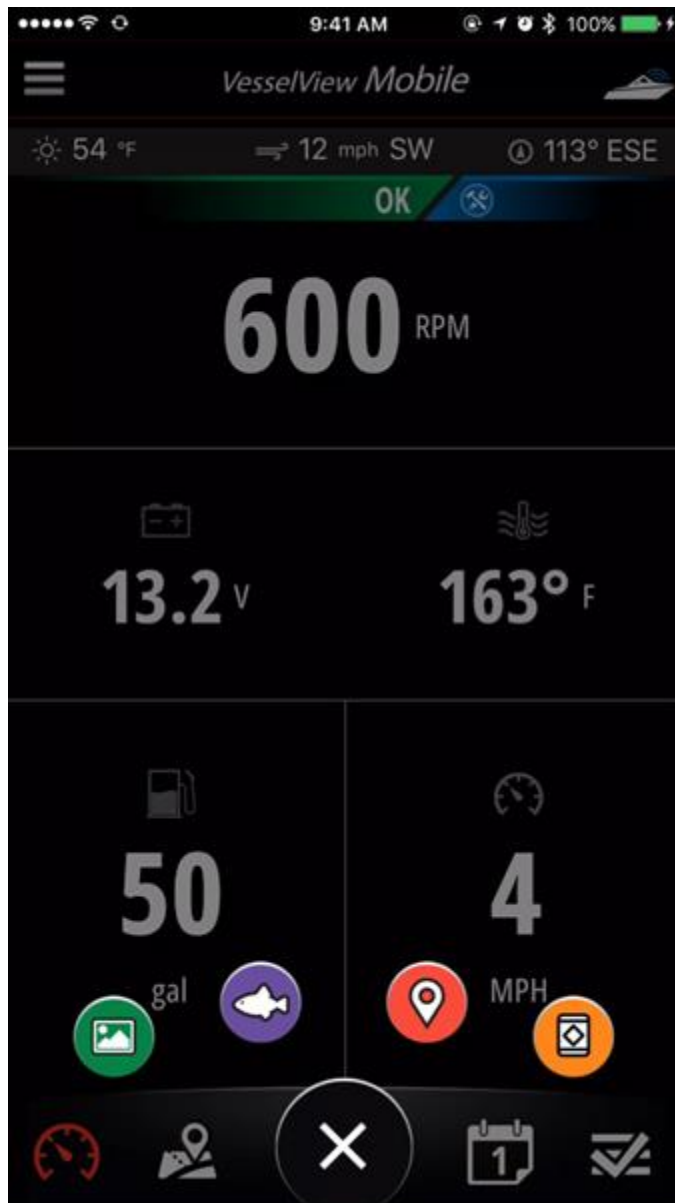 9:41 AM 100%
VesselView Mobile
54 °F 12 mph SW 113° ESE
OK
600 RPM
13.2 V 163° F
50 4
gal MPH
1